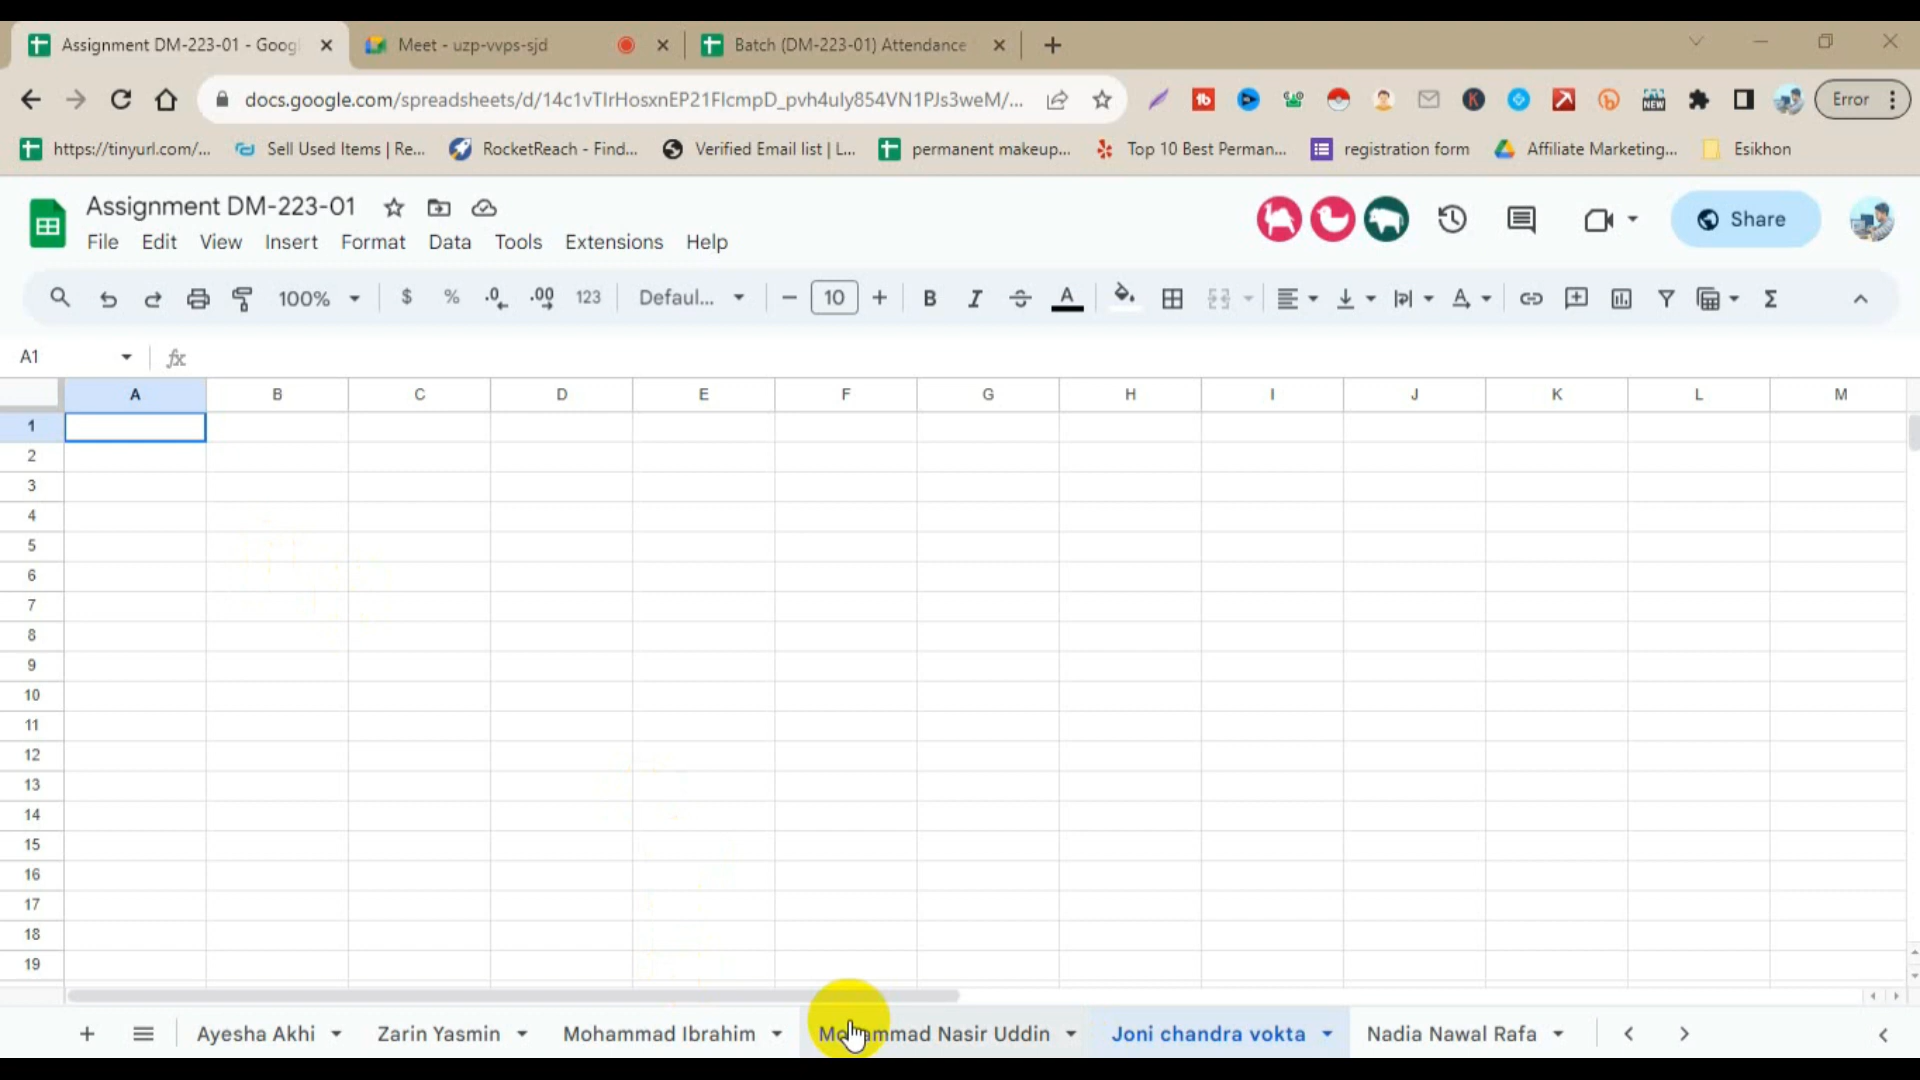 Assignment DM-223-01 - Goog
Meet - uzp-vvps-sjd
Batch (DM-223-01) Attendance
docs.google.com/spreadsheets/d/14c1vTIrHosxnEP21FIcmpD_pvh4uIy854VN1PJs3weM/...
Error
https://tinyurl.com/...
Sell Used Items | Re...
RocketReach - Find...
Verified Email list | L...
permanent makeup...
Top 10 Best Perman...
registration form
Affiliate Marketing...
Esikhon
Assignment DM-223-01
File Edit View Insert Format Data Tools Extensions Help
Share
100% $ % .0 .00 123 Defaul... 10 B I S A
A1 fx
A B C D E F G H I J K L M
1
2
3
4
5
6
7
8
9
10
11
12
13
14
15
16
17
18
19
Ayesha Akhi Zarin Yasmin Mohammad Ibrahim Mohammad Nasir Uddin Joni chandra vokta Nadia Nawal Rafa